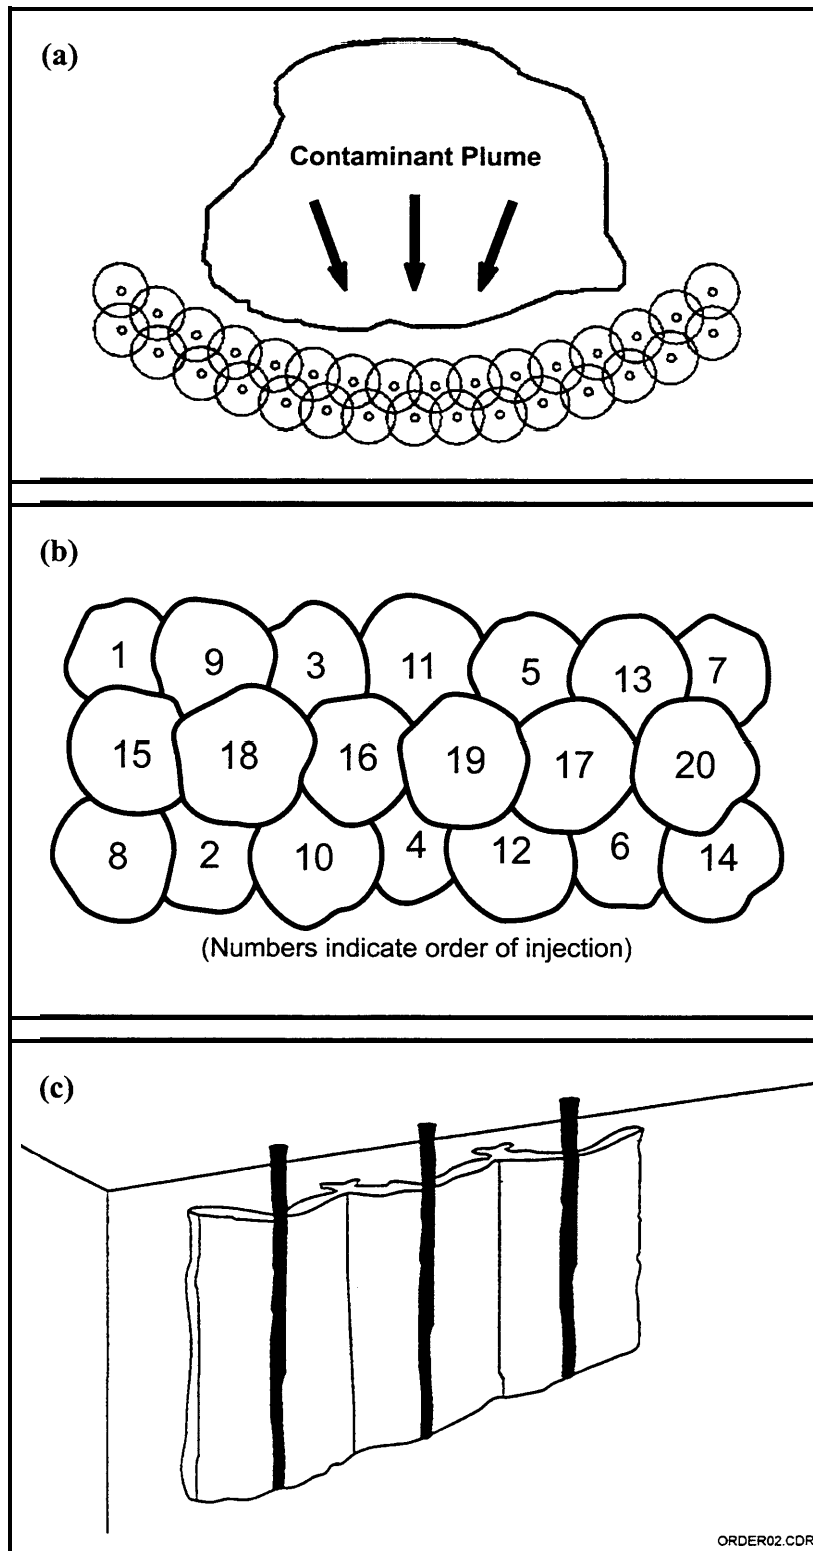 (a)
Contaminant Plume
(b)
1 9 3 11 5 13 7
15 18 16 19 17 20
8 2 10 4 12 6 14
(Numbers indicate order of injection)
(c)
ORDER02.CDR